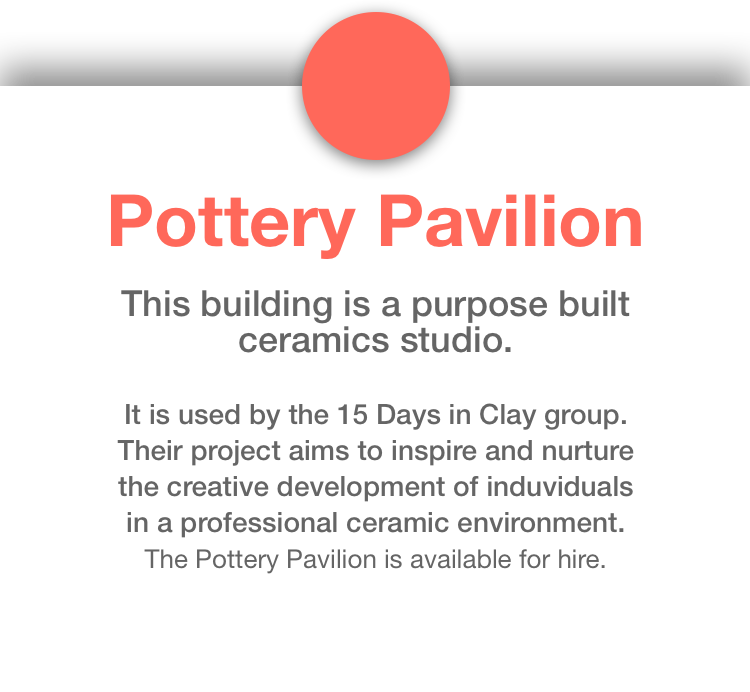 Pottery Pavilion
This building is a purpose built
ceramics studio.
It is used by the 15 Days in Clay group.
Their project aims to inspire and nurture
the creative development of induviduals
in a professional ceramic environment.
The Pottery Pavilion is available for hire.